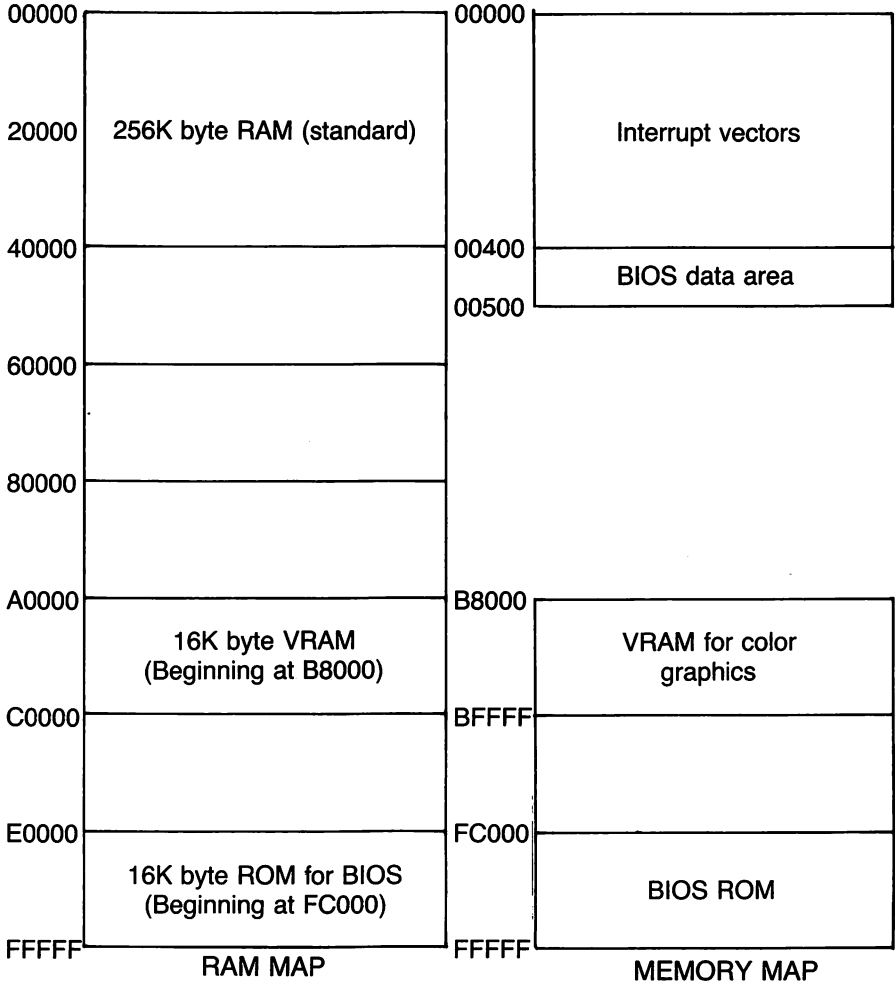 00000
20000
256K byte RAM (standard)
40000
60000
80000
A0000
16K byte VRAM
(Beginning at B8000)
C0000
E0000
16K byte ROM for BIOS
(Beginning at FC000)
FFFFF
RAM MAP
00000
Interrupt vectors
00400
BIOS data area
00500
B8000
VRAM for color
graphics
BFFFF
FC000
BIOS ROM
FFFFF
MEMORY MAP